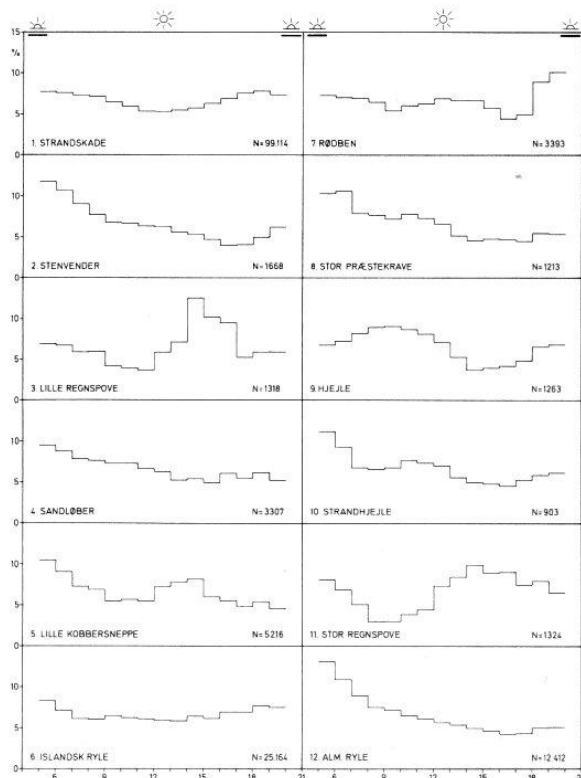 15
%
10
5
0
1. STRANDSKADE N=99.114
7 RØDBEN N=3393
10
5
0
2. STENVENDER N=1668
8. STOR PRÆSTEKRAVE N=1213
10
5
0
3. LILLE REGNSPOVE N=1318
9. HJEJLE N=1263
10
5
0
4. SANDLØBER N=3307
10 STRANDHJEJLE N=903
10
5
0
5. LILLE KOBBERSNEPPE N=5216
11. STOR REGNSPOVE N=1324
10
5
6 ISLANDSK RYLE N=25.164
12 ALM. RYLE N=12 412
6 9 12 15 18 21 6 9 12 15 18